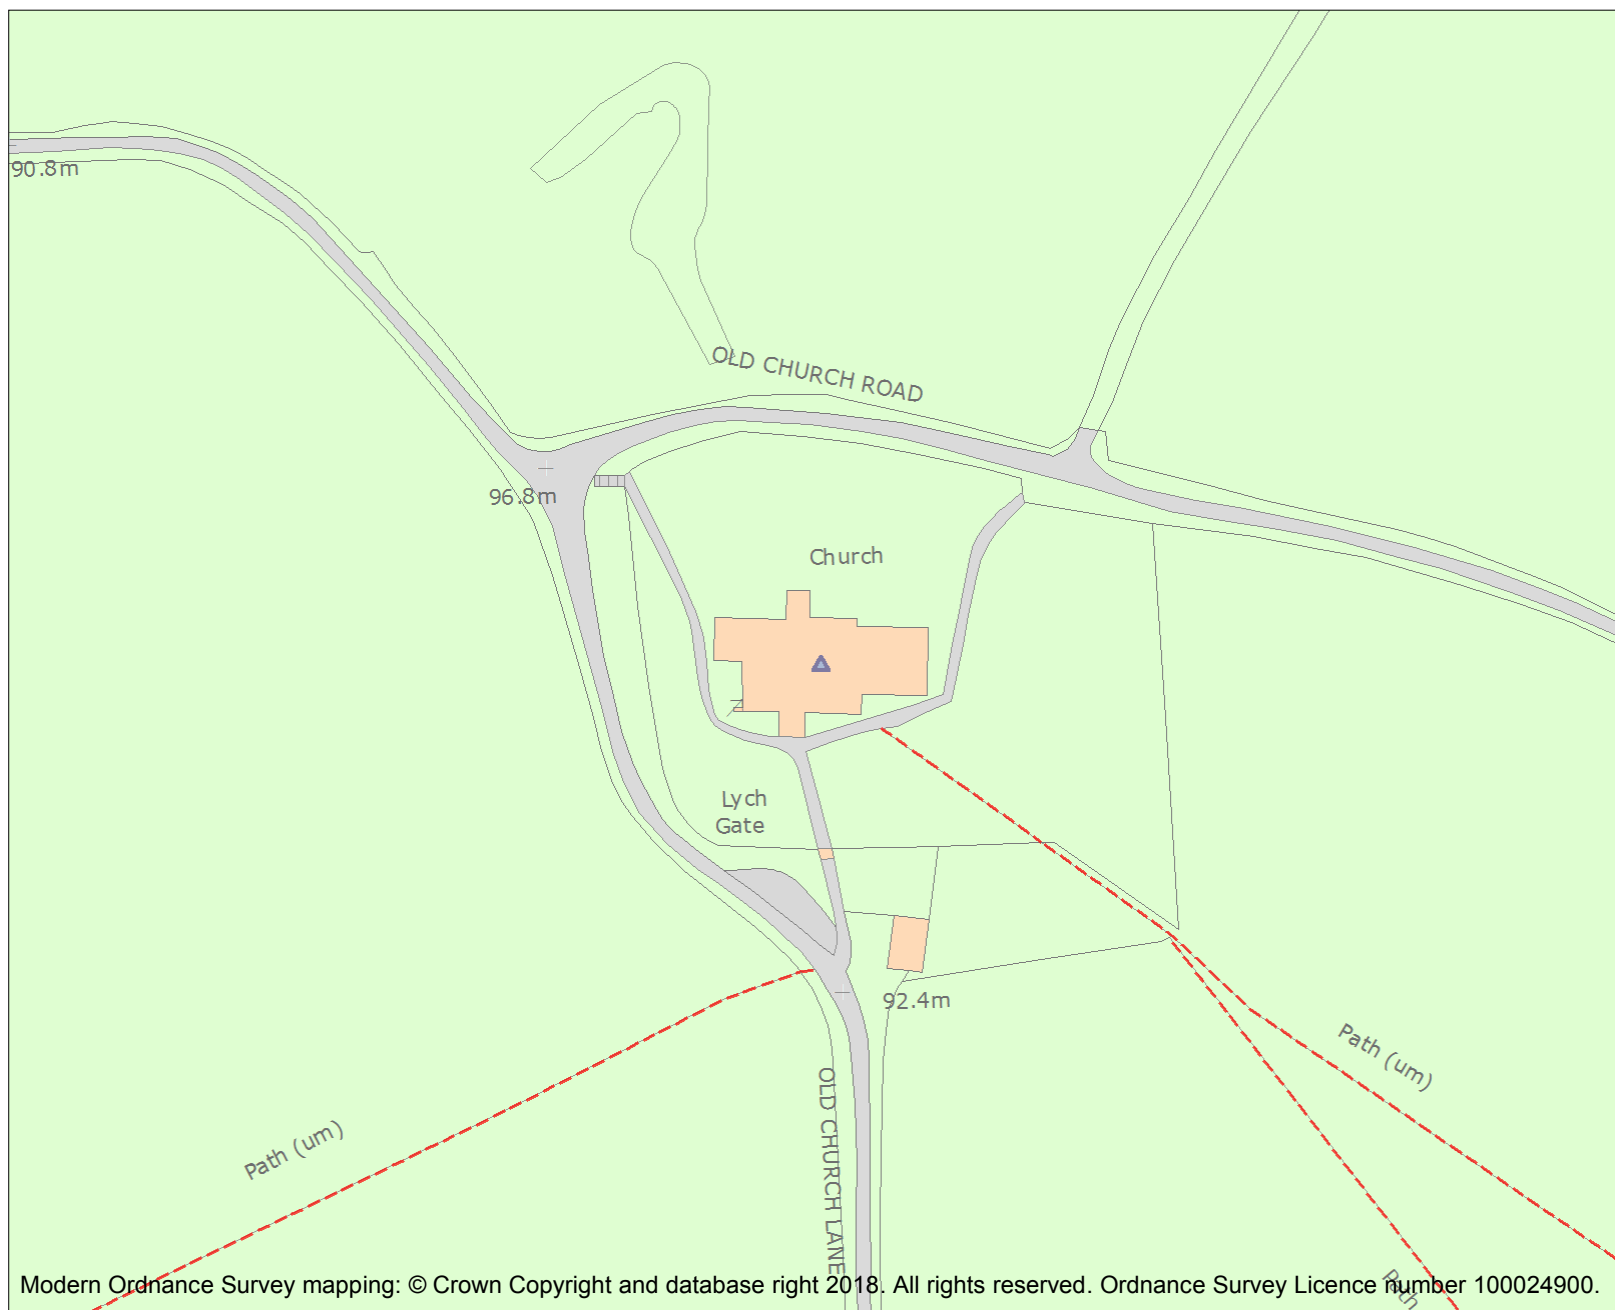 90.8m
OLD CHURCH ROAD
96.8m
Church
Lych
Gate
92.4m
Path (um)
Path (um)
OLD CHURCH LANE
Path
Modern Ordnance Survey mapping: © Crown Copyright and database right 2018. All rights reserved. Ordnance Survey Licence number 100024900.